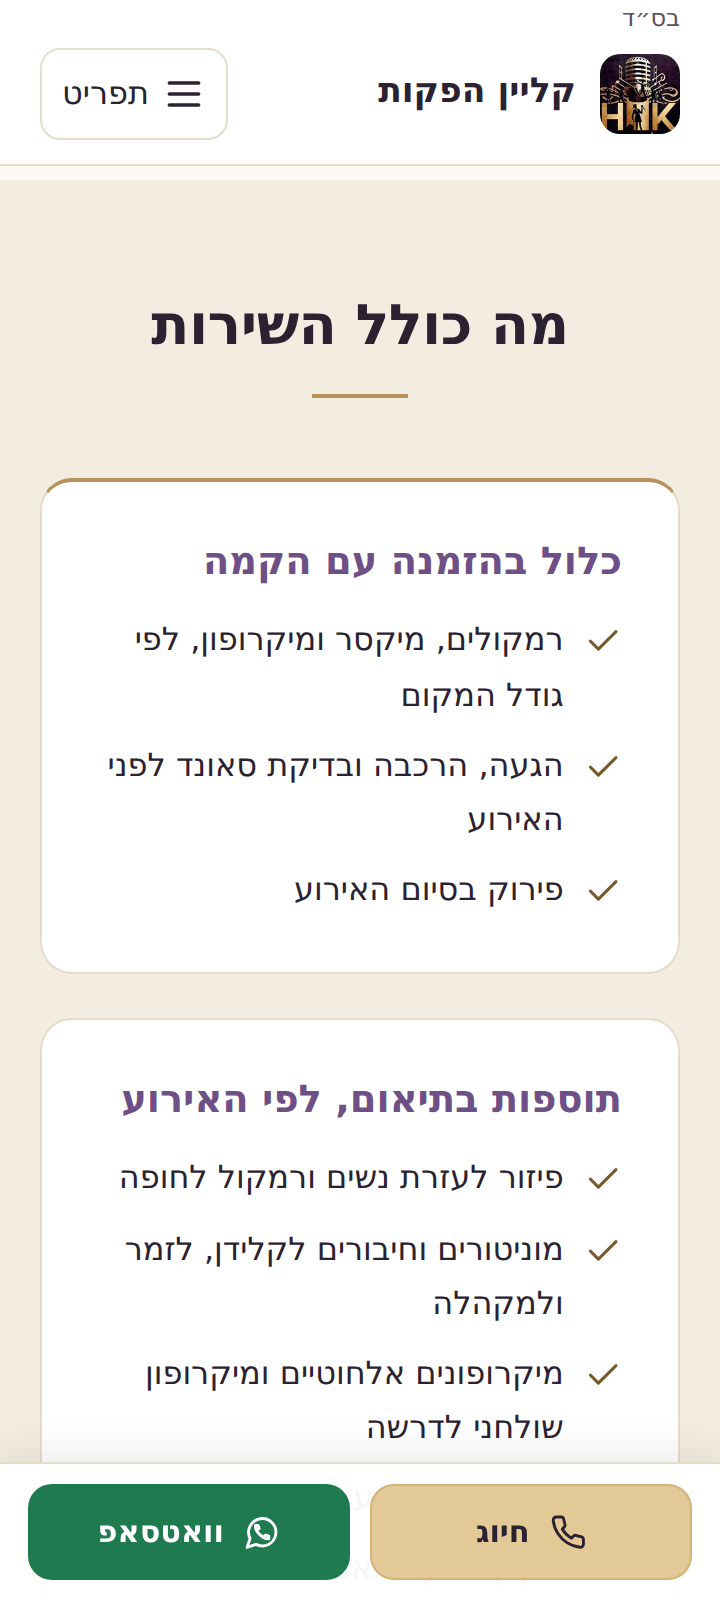 בס״ד
קליין הפקות
תפריט
מה כולל השירות
כלול בהזמנה עם הקמה
רמקולים, מיקסר ומיקרופון, לפי
גודל המקום
הגעה, הרכבה ובדיקת סאונד לפני
האירוע
פירוק בסיום האירוע
תוספות בתיאום, לפי האירוע
פיזור לעזרת נשים ורמקול לחופה
מוניטורים וחיבורים לקלידן, לזמר
ולמקהלה
מיקרופונים אלחוטיים ומיקרופון
שולחני לדרשה
חיוג
וואטסאפ